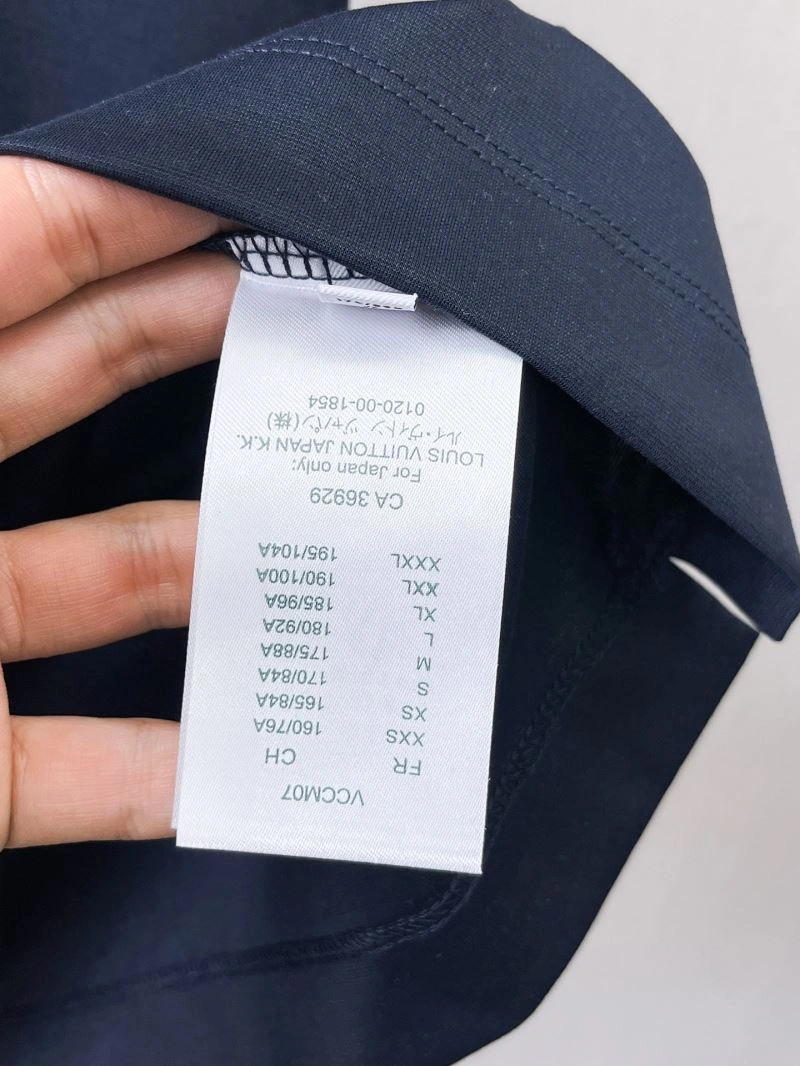 VCCM07
FR CH
XXS 160/76A
XS 165/84A
S 170/84A
M 175/88A
L 180/92A
XL 185/96A
XXL 190/100A
XXXL 195/104A
CA 36929
For Japan only:
LOUIS VUITTON JAPAN K.K.
ルイ・ヴィトン ジャパン(株)
0120-00-1854